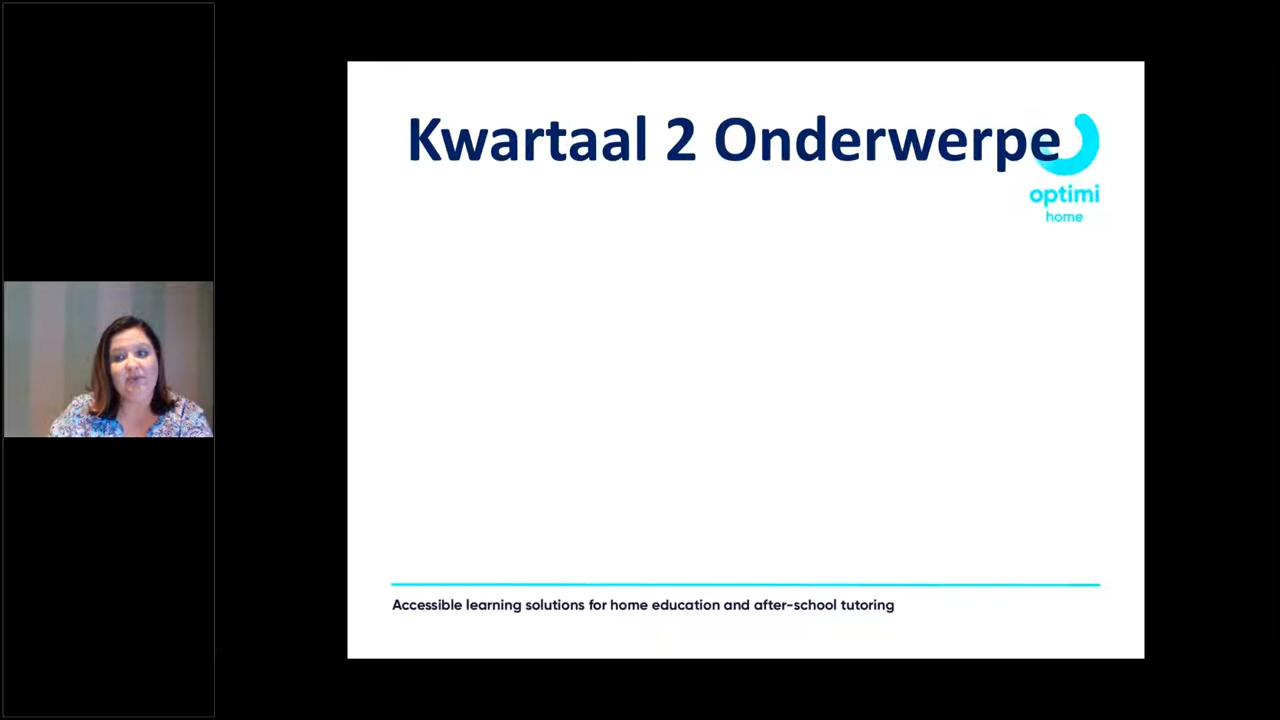 Kwartaal 2 Onderwerpe
optimi
home
Accessible learning solutions for home education and after-school tutoring